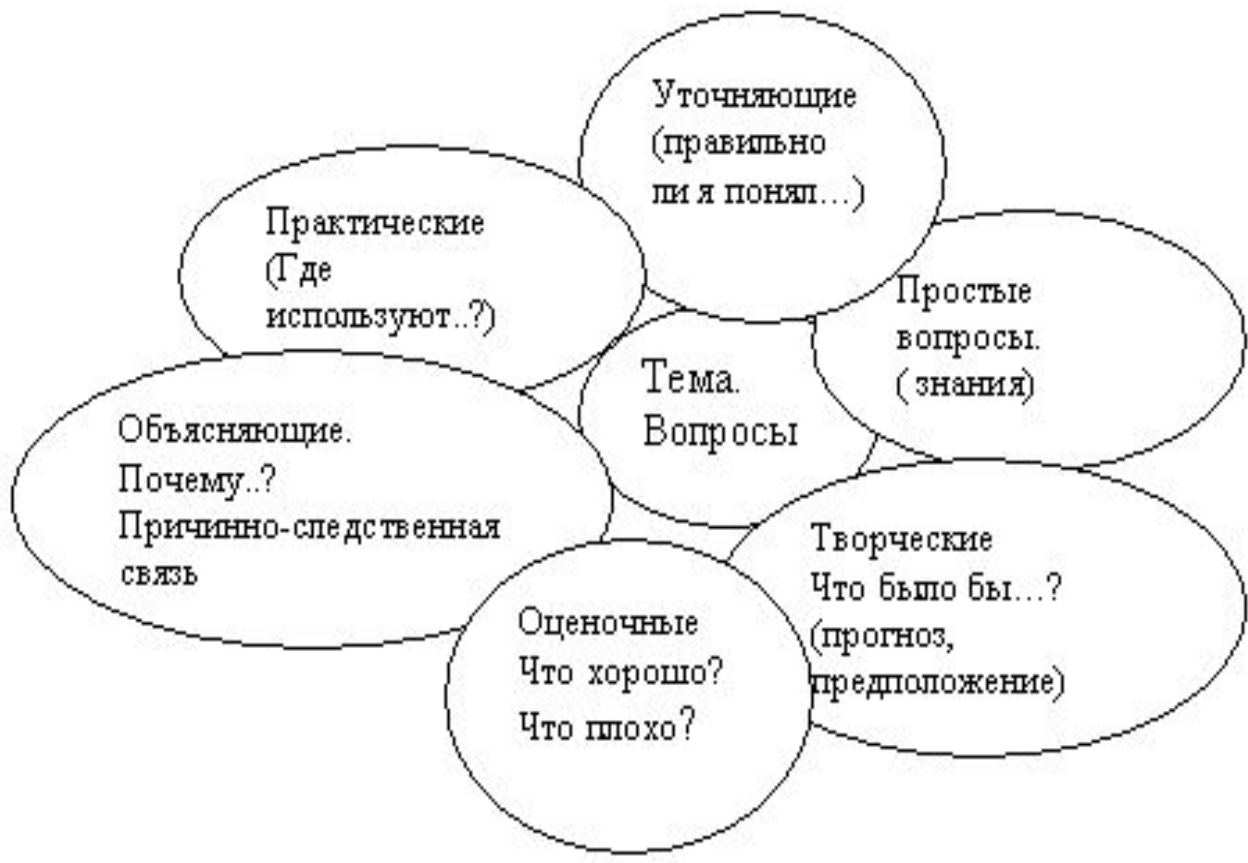 Уточняющие
(правильно
ли я понял...)
Практические
(Где
используют..?)
Простые
вопросы.
( знания)
Тема.
Вопросы
Объясняющие.
Почему..?
Причинно-следственная
связь
Творческие
Что было бы...?
(прогноз,
предположение)
Оценочные
Что хорошо?
Что плохо?